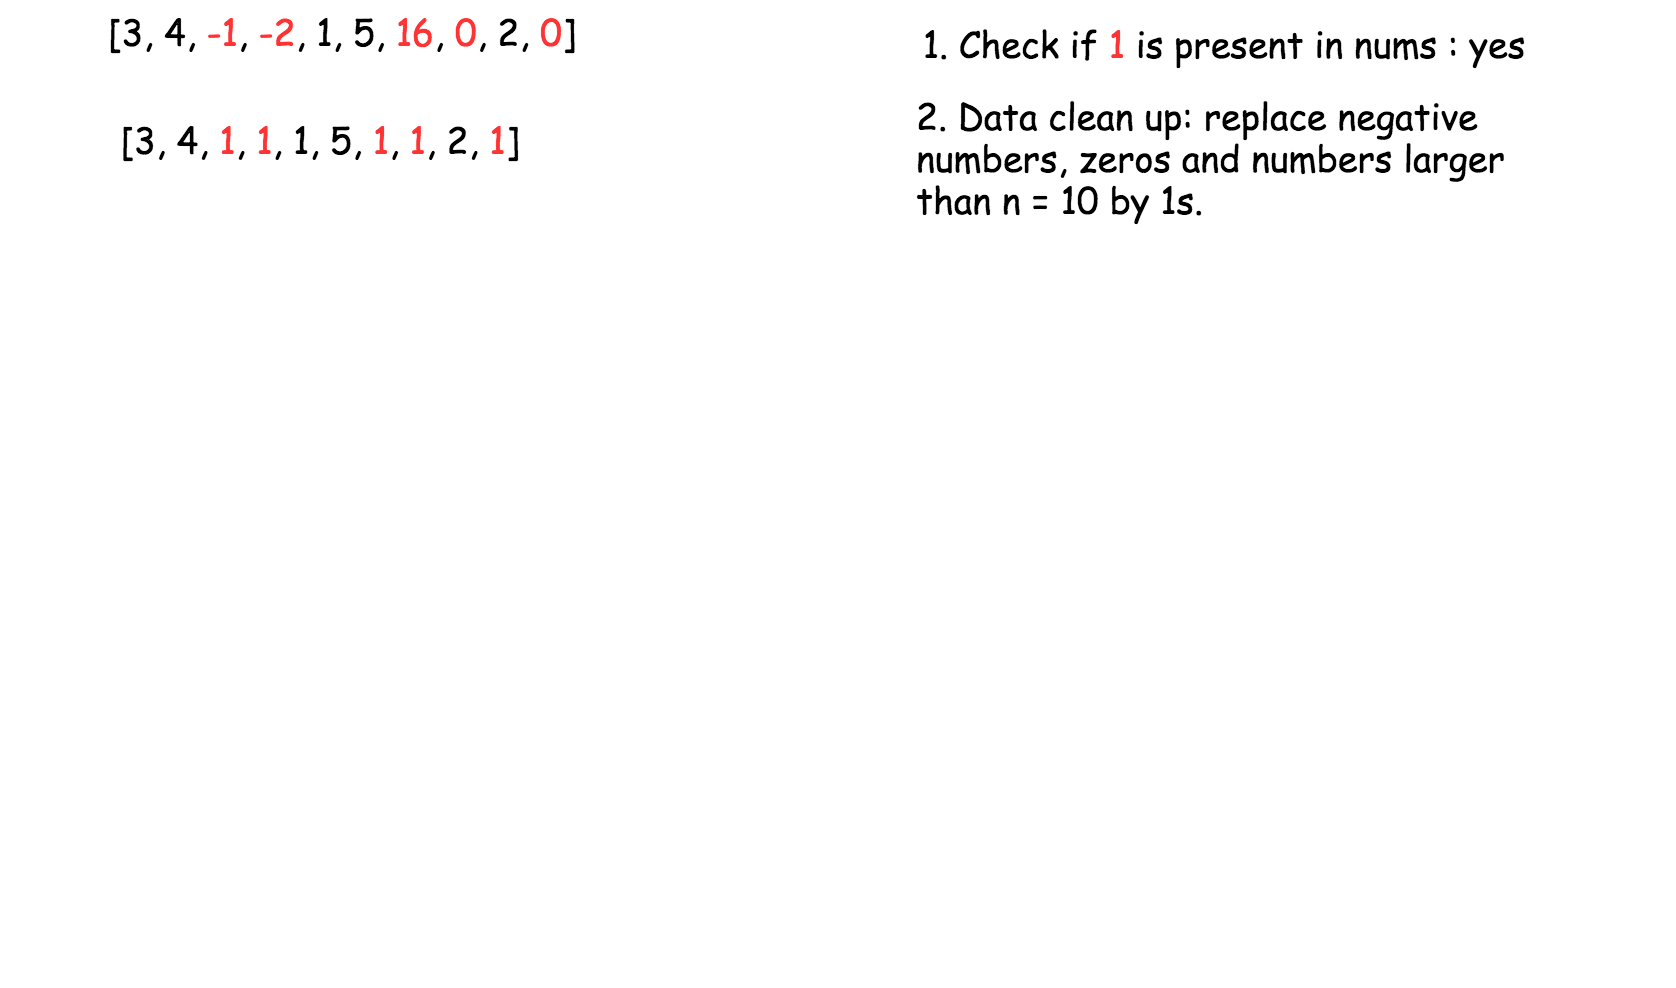 [3, 4, -1, -2, 1, 5, 16, 0, 2, 0]
[3, 4, 1, 1, 1, 5, 1, 1, 2, 1]
1. Check if 1 is present in nums : yes
2. Data clean up: replace negative
numbers, zeros and numbers larger
than n = 10 by 1s.